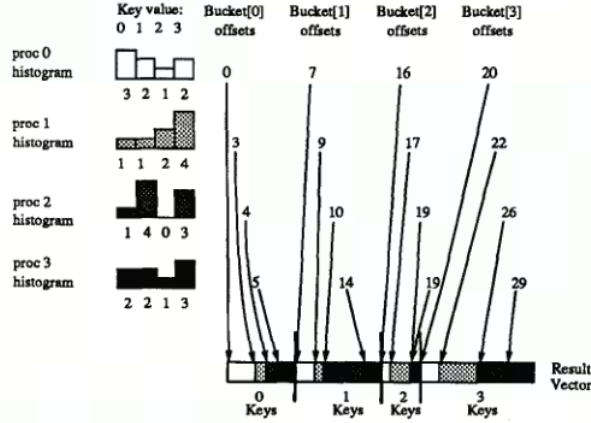 Key value: Bucket[0] Bucket[1] Bucket[2] Bucket[3]
0 1 2 3 offsets offsets offsets offsets
proc 0
histogram
0 7 16 20
3 2 1 2
proc 1
histogram
3 9 17 22
1 1 2 4
proc 2
histogram
4 10 19 26
1 4 0 3
proc 3
histogram
5 14 19 29
2 2 1 3
Result
Vector
0 1 2 3
Keys Keys Keys Keys